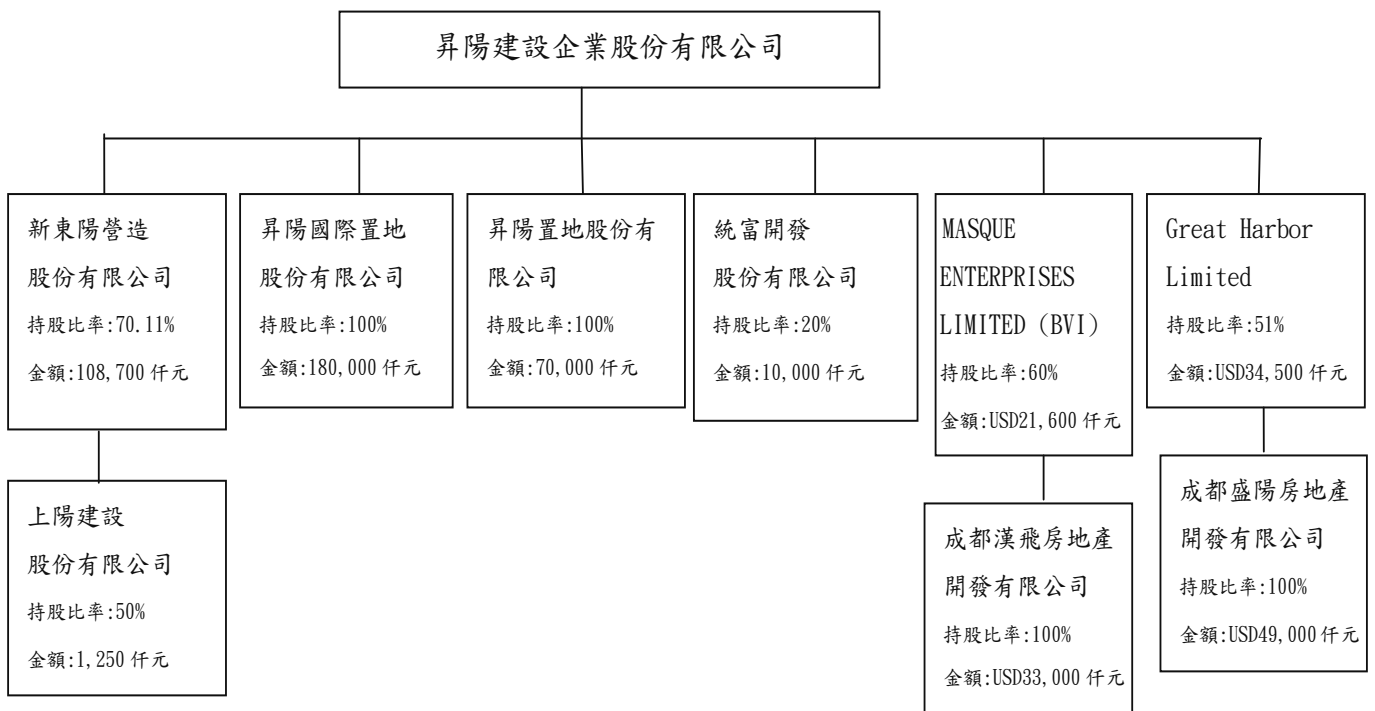 昇陽建設企業股份有限公司
新東陽營造
股份有限公司
持股比率:70.11%
金額:108,700仟元
昇陽國際置地
股份有限公司
持股比率:100%
金額:180,000仟元
昇陽置地股份有
限公司
持股比率:100%
金額:70,000仟元
統富開發
股份有限公司
持股比率:20%
金額:10,000仟元
MASQUE
ENTERPRISES
LIMITED (BVI)
持股比率:60%
金額:USD21,600仟元
Great Harbor
Limited
持股比率:51%
金額:USD34,500仟元
上陽建設
股份有限公司
持股比率:50%
金額:1,250仟元
成都漢飛房地產
開發有限公司
持股比率:100%
金額:USD33,000仟元
成都盛陽房地產
開發有限公司
持股比率:100%
金額:USD49,000仟元